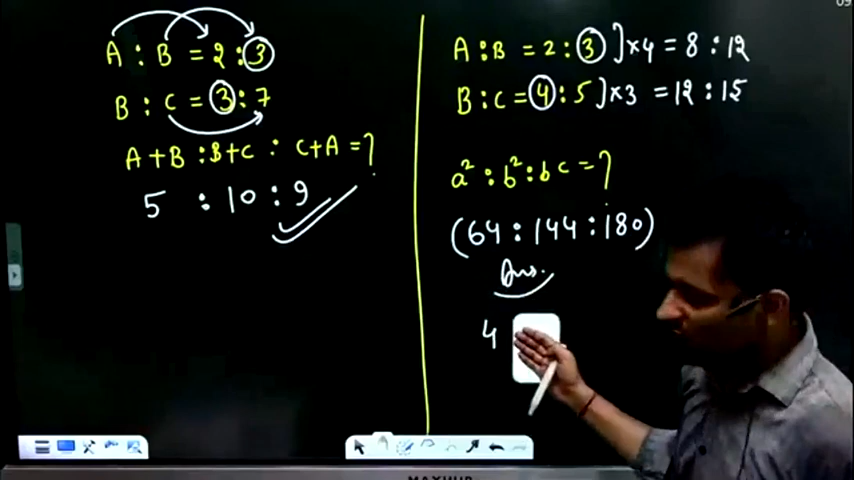 A : B = 2 : 3
B : C = 3 : 7
A+B : B+C : C+A = ?
5 : 10 : 9
A : B = 2 : 3 ] ×4 = 8 : 12
B : C = 4 : 5 ] ×3 = 12 : 15
a² : b² : bc = ?
(64 : 144 : 180)
Ans.
4